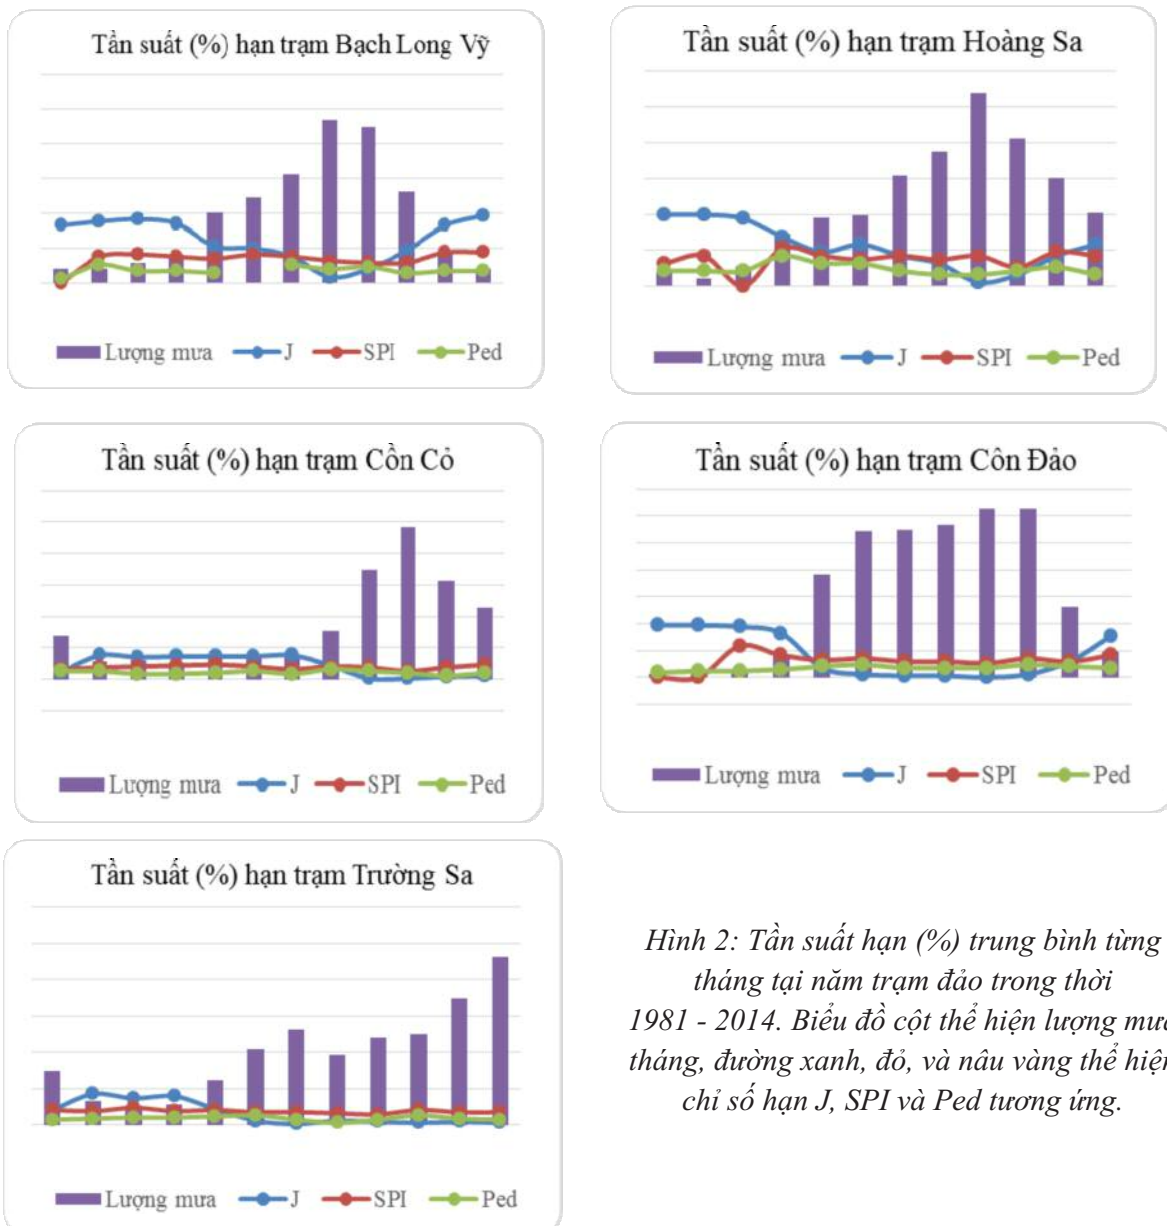 Tần suất (%) hạn trạm Bạch Long Vỹ
Lượng mưa J SPI Ped
Tần suất (%) hạn trạm Hoàng Sa
Lượng mưa J SPI Ped
Tần suất (%) hạn trạm Cồn Cỏ
Lượng mưa J SPI Ped
Tần suất (%) hạn trạm Côn Đảo
Lượng mưa J SPI Ped
Tần suất (%) hạn trạm Trường Sa
Lượng mưa J SPI Ped
Hình 2: Tần suất hạn (%) trung bình từng
tháng tại năm trạm đảo trong thời
1981 - 2014. Biểu đồ cột thể hiện lượng mưa
tháng, đường xanh, đỏ, và nâu vàng thể hiện
chỉ số hạn J, SPI và Ped tương ứng.